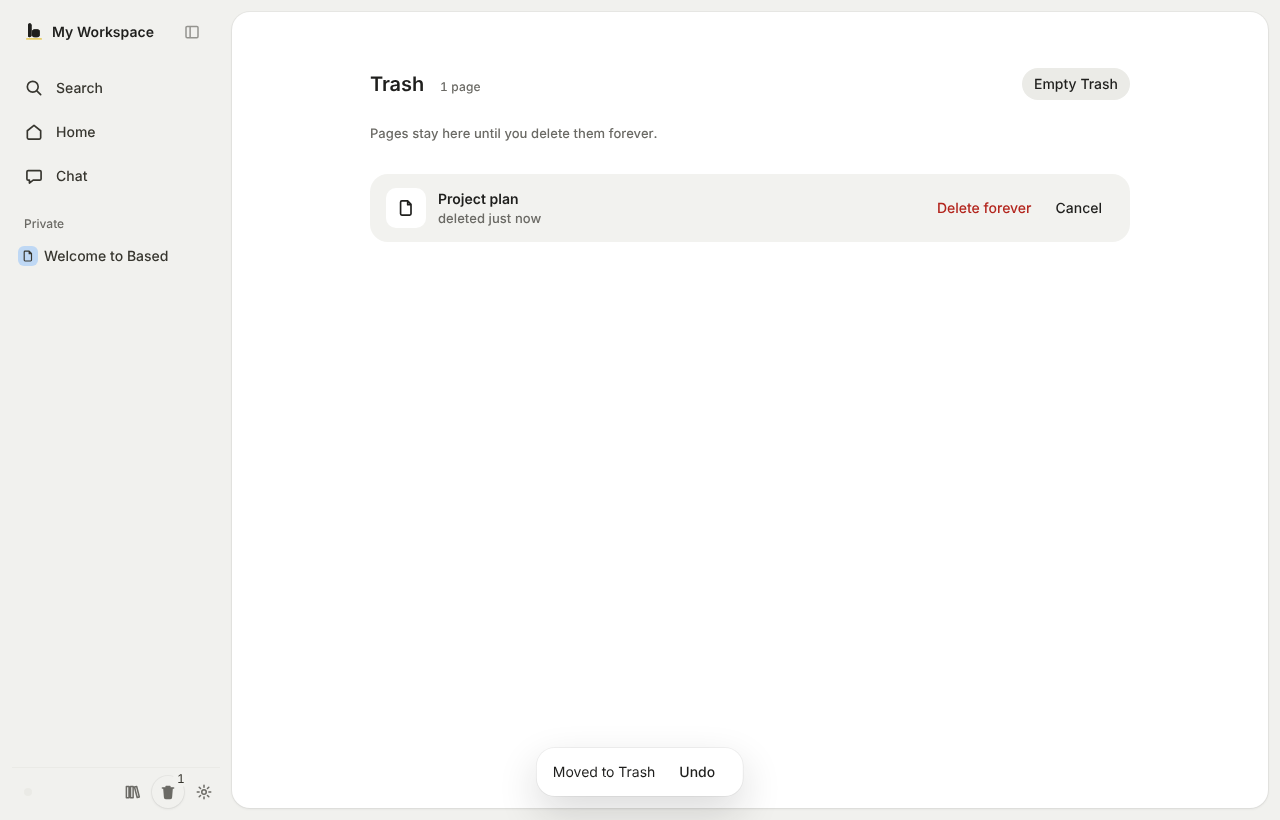 My Workspace
Search
Home
Chat
Private
Welcome to Based
1
Trash
1 page
Empty Trash
Pages stay here until you delete them forever.
Project plan
deleted just now
Delete forever
Cancel
Moved to Trash
Undo